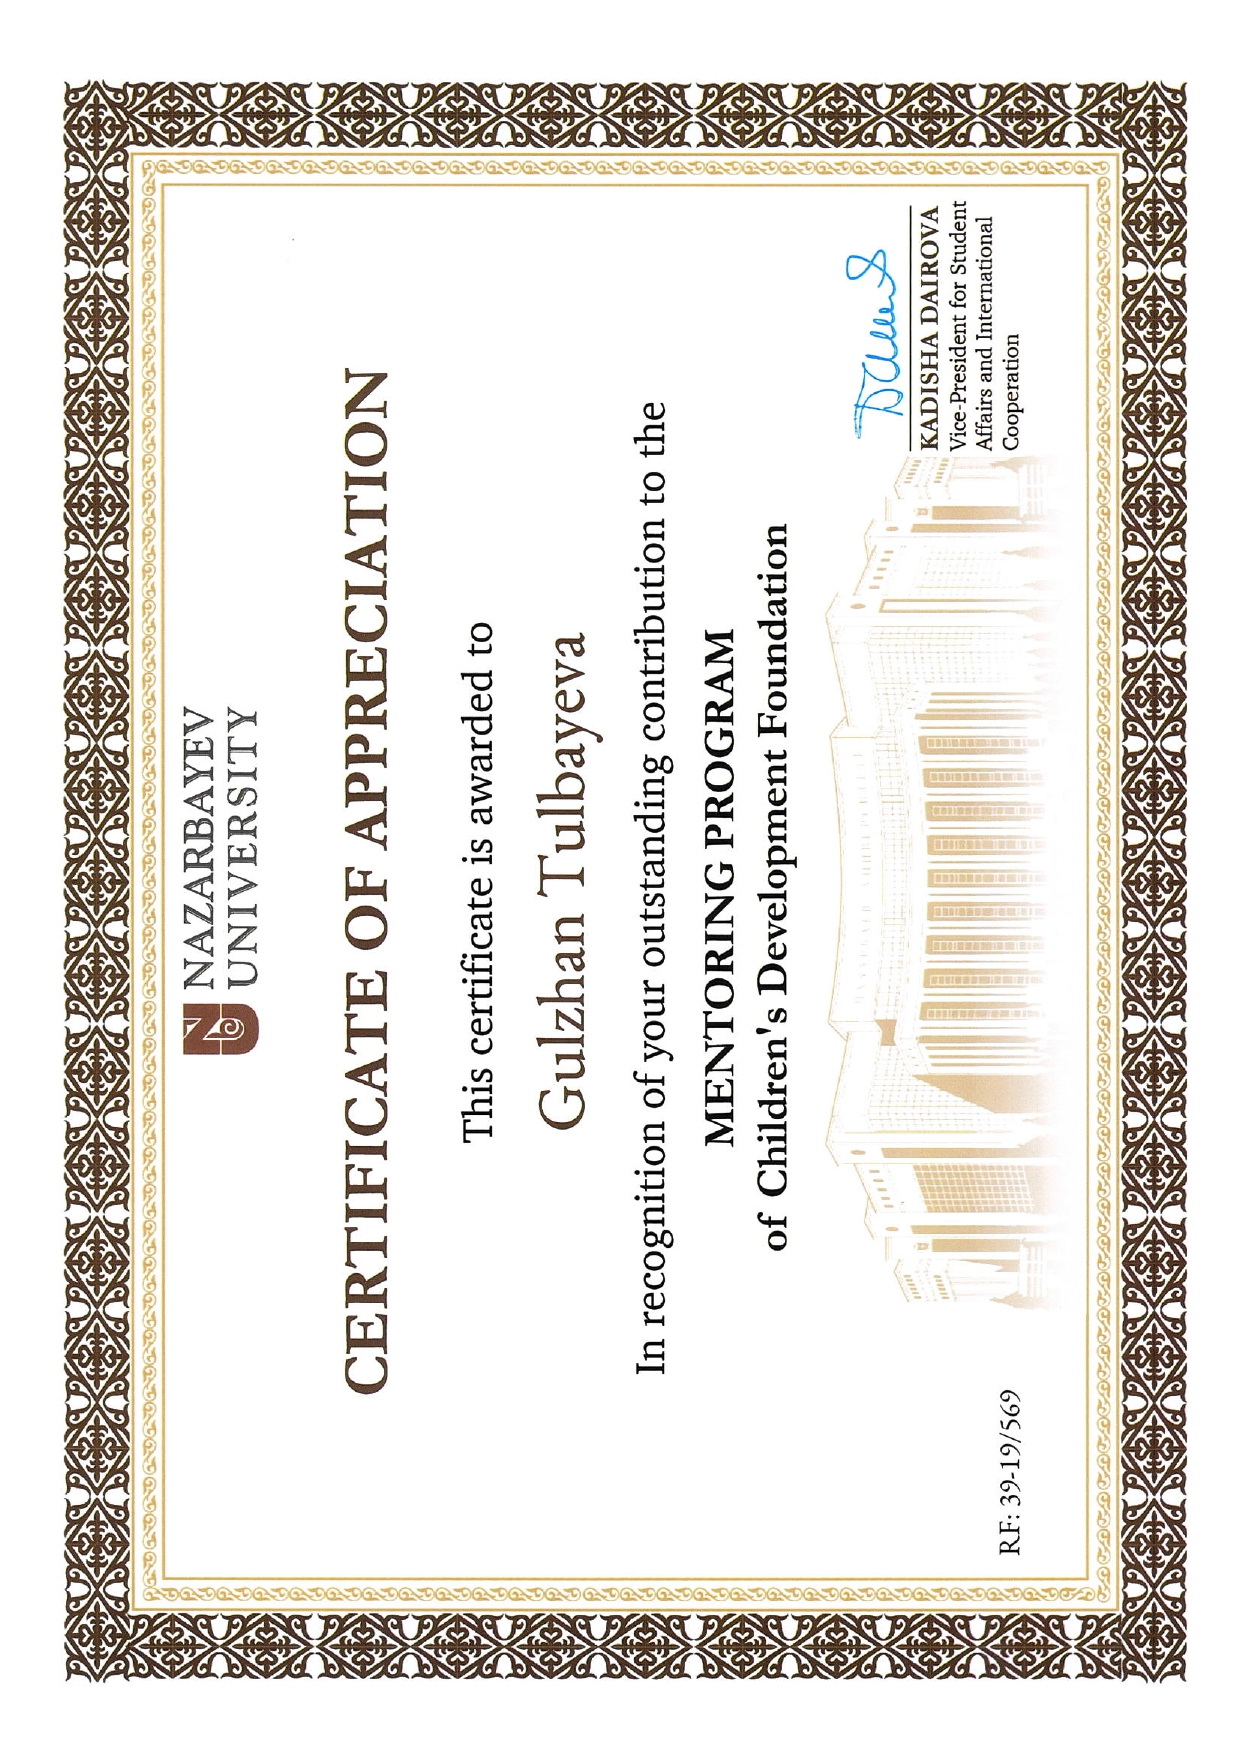 NAZARBAYEV
UNIVERSITY
CERTIFICATE OF APPRECIATION
This certificate is awarded to
Gulzhan Tulbayeva
In recognition of your outstanding contribution to the
MENTORING PROGRAM
of Children's Development Foundation
KADISHA DAIROVA
Vice-President for Student
Affairs and International
Cooperation
RF: 39-19/569